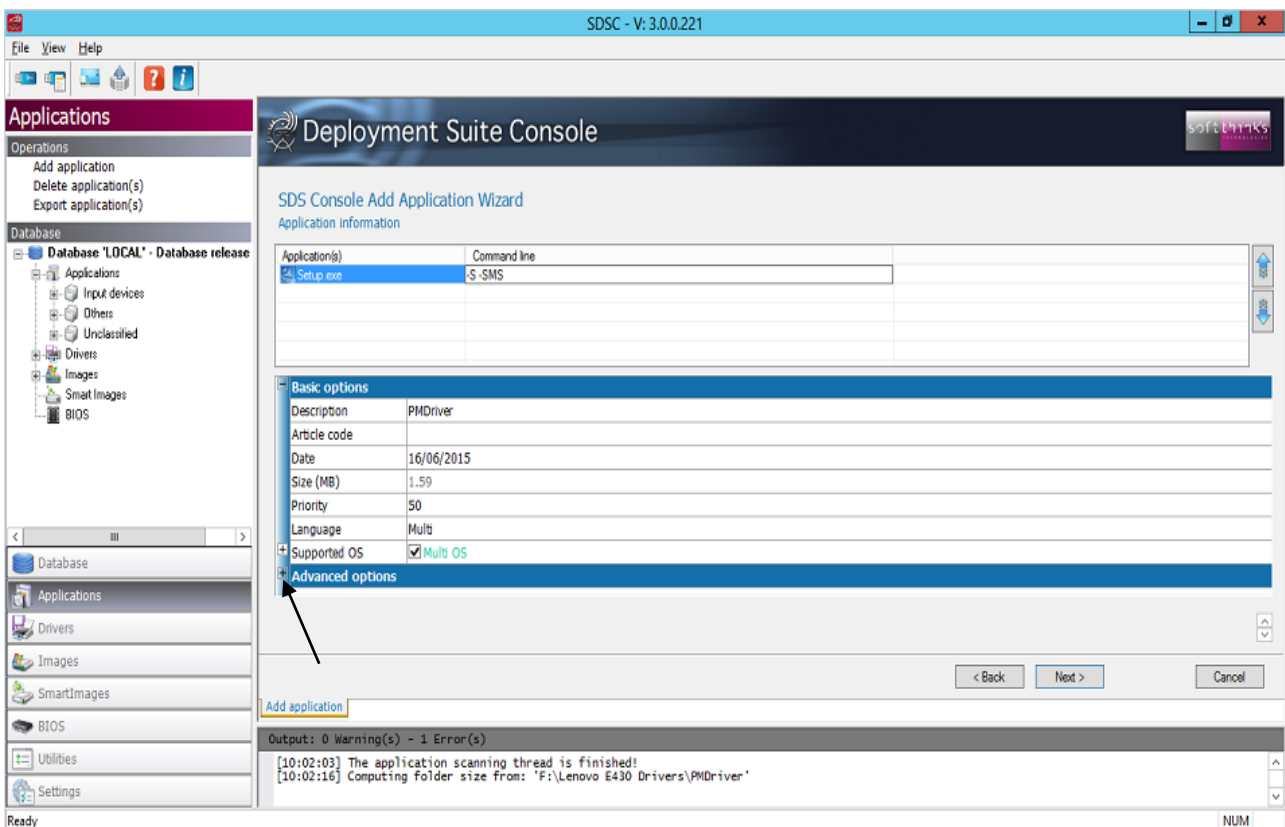 SDSC - V: 3.0.0.221
File View Help
Applications
Operations
Add application
Delete application(s)
Export application(s)
Database
Database 'LOCAL' - Database release
Applications
Input devices
Others
Unclassified
Drivers
Images
Smart Images
BIOS
Database
Applications
Drivers
Images
SmartImages
BIOS
Utilities
Settings
Deployment Suite Console
softthinks
TECHNOLOGIES
SDS Console Add Application Wizard
Application information
Application(s) Command line
Setup.exe -S -SMS
Basic options
Description PMDriver
Article code
Date 16/06/2015
Size (MB) 1.59
Priority 50
Language Multi
Supported OS Multi OS
Advanced options
< Back Next > Cancel
Add application
Output: 0 Warning(s) - 1 Error(s)
[10:02:03] The application scanning thread is finished!
[10:02:16] Computing folder size from: 'F:\Lenovo E430 Drivers\PMDriver'
Ready NUM